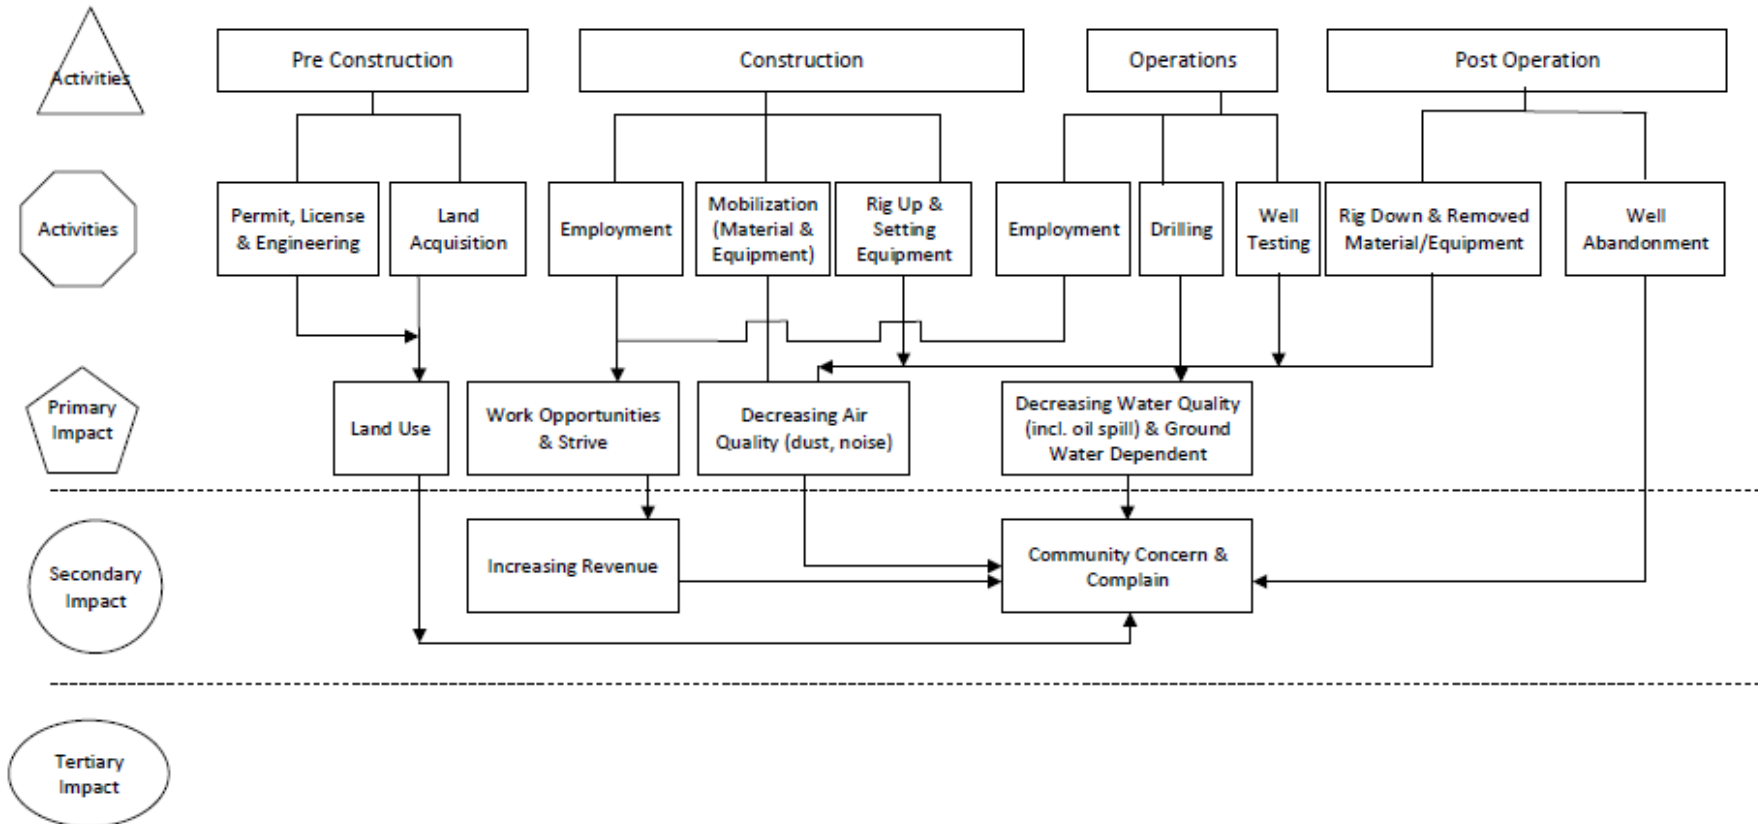 Activities
Pre Construction
Construction
Operations
Post Operation
Activities
Permit, License
& Engineering
Land
Acquisition
Employment
Mobilization
(Material &
Equipment)
Rig Up &
Setting
Equipment
Employment
Drilling
Well
Testing
Rig Down & Removed
Material/Equipment
Well
Abandonment
Primary
Impact
Land Use
Work Opportunities
& Strive
Decreasing Air
Quality (dust, noise)
Decreasing Water Quality
(incl. oil spill) & Ground
Water Dependent
Secondary
Impact
Increasing Revenue
Community Concern &
Complain
Tertiary
Impact